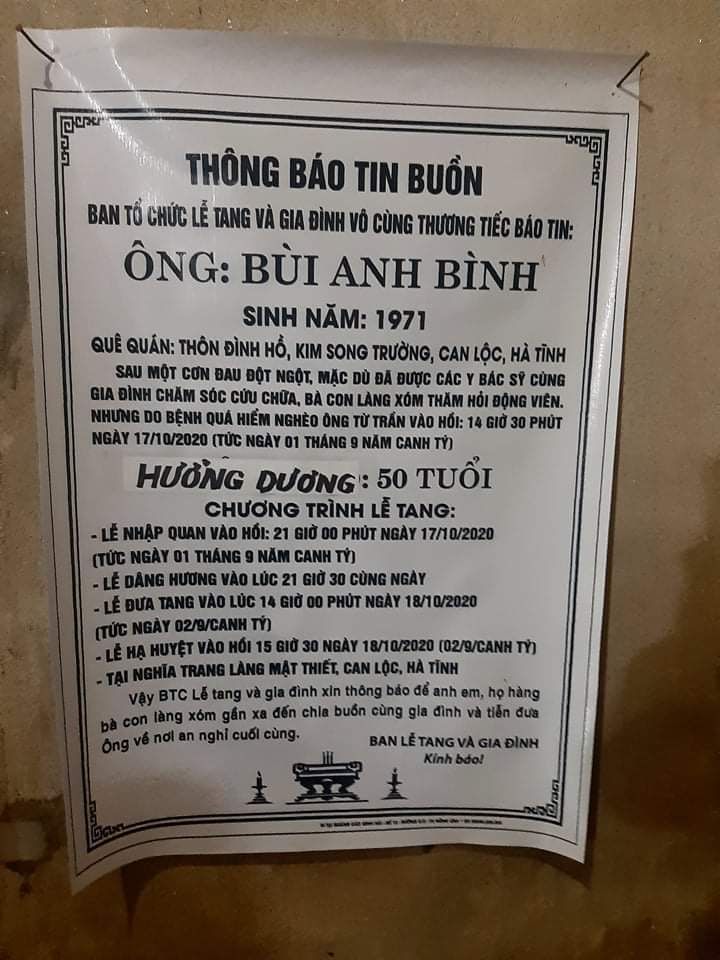 THÔNG BÁO TIN BUỒN
BAN TỔ CHỨC LỄ TANG VÀ GIA ĐÌNH VÔ CÙNG THƯƠNG TIẾC BÁO TIN:
ÔNG: BÙI ANH BÌNH
SINH NĂM: 1971
QUÊ QUÁN: THÔN ĐÌNH HỒ, KIM SONG TRƯỜNG, CAN LỘC, HÀ TĨNH
SAU MỘT CƠN ĐAU ĐỘT NGỘT, MẶC DÙ ĐÃ ĐƯỢC CÁC Y BÁC SỸ CÙNG
GIA ĐÌNH CHĂM SÓC CỨU CHỮA, BÀ CON LÀNG XÓM THĂM HỎI ĐỘNG VIÊN.
NHƯNG DO BỆNH QUÁ HIỂM NGHÈO ÔNG TỪ TRẦN VÀO HỒI: 14 GIỜ 30 PHÚT
NGÀY 17/10/2020 (TỨC NGÀY 01 THÁNG 9 NĂM CANH TÝ)
HƯỞNG DƯƠNG: 50 TUỔI
CHƯƠNG TRÌNH LỄ TANG:
- LỄ NHẬP QUAN VÀO HỒI: 21 GIỜ 00 PHÚT NGÀY 17/10/2020
(TỨC NGÀY 01 THÁNG 9 NĂM CANH TÝ)
- LỄ DÂNG HƯƠNG VÀO LÚC 21 GIỜ 30 CÙNG NGÀY
- LỄ ĐƯA TANG VÀO LÚC 14 GIỜ 00 PHÚT NGÀY 18/10/2020
(TỨC NGÀY 02/9/CANH TÝ)
- LỄ HẠ HUYỆT VÀO HỒI 15 GIỜ 30 NGÀY 18/10/2020 (02/9/CANH TÝ)
- TẠI NGHĨA TRANG LÀNG MẬT THIẾT, CAN LỘC, HÀ TĨNH
Vậy BTC Lễ tang và gia đình xin thông báo để anh em, họ hàng
bà con làng xóm gần xa đến chia buồn cùng gia đình và tiễn đưa
Ông về nơi an nghỉ cuối cùng.
BAN LỄ TANG VÀ GIA ĐÌNH
Kính báo!